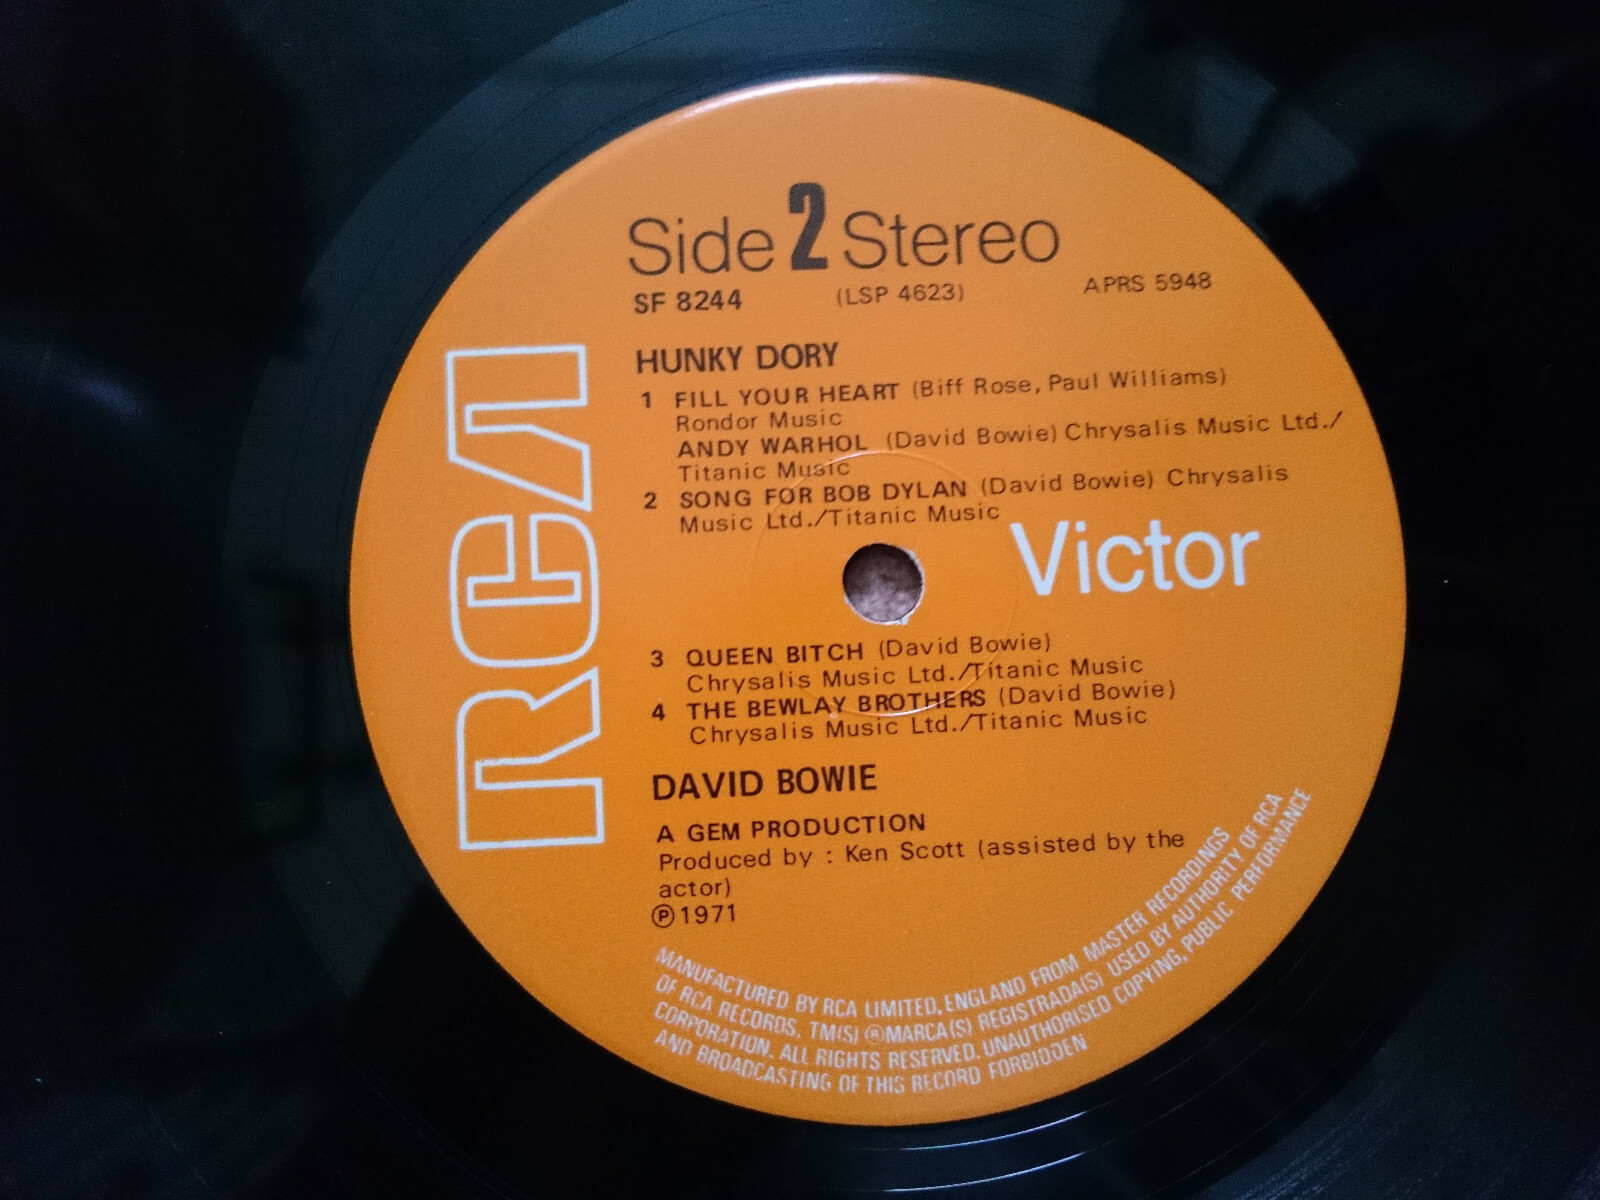 Side 2 Stereo
SF 8244 (LSP 4623) APRS 5948
HUNKY DORY
1 FILL YOUR HEART (Biff Rose, Paul Williams)
Rondor Music
ANDY WARHOL (David Bowie) Chrysalis Music Ltd./
Titanic Music
2 SONG FOR BOB DYLAN (David Bowie) Chrysalis
Music Ltd./Titanic Music
RCA
Victor
3 QUEEN BITCH (David Bowie)
Chrysalis Music Ltd./Titanic Music
4 THE BEWLAY BROTHERS (David Bowie)
Chrysalis Music Ltd./Titanic Music
DAVID BOWIE
A GEM PRODUCTION
Produced by : Ken Scott (assisted by the
actor)
℗1971
MANUFACTURED BY RCA LIMITED, ENGLAND FROM MASTER RECORDINGS
OF RCA RECORDS. TM(S) ® MARCA(S) REGISTRADA(S) USED BY AUTHORITY OF RCA
CORPORATION. ALL RIGHTS RESERVED. UNAUTHORISED COPYING, PUBLIC PERFORMANCE
AND BROADCASTING OF THIS RECORD FORBIDDEN